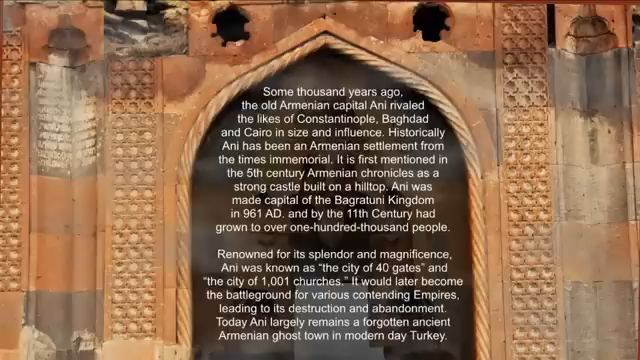 Some thousand years ago,
the old Armenian capital Ani rivaled
the likes of Constantinople, Baghdad
and Cairo in size and influence. Historically
Ani has been an Armenian settlement from
the times immemorial. It is first mentioned in
the 5th century Armenian chronicles as a
strong castle built on a hilltop. Ani was
made capital of the Bagratuni Kingdom
in 961 AD. and by the 11th Century had
grown to over one-hundred-thousand people.
Renowned for its splendor and magnificence,
Ani was known as “the city of 40 gates” and
“the city of 1,001 churches.” It would later become
the battleground for various contending Empires,
leading to its destruction and abandonment.
Today Ani largely remains a forgotten ancient
Armenian ghost town in modern day Turkey.